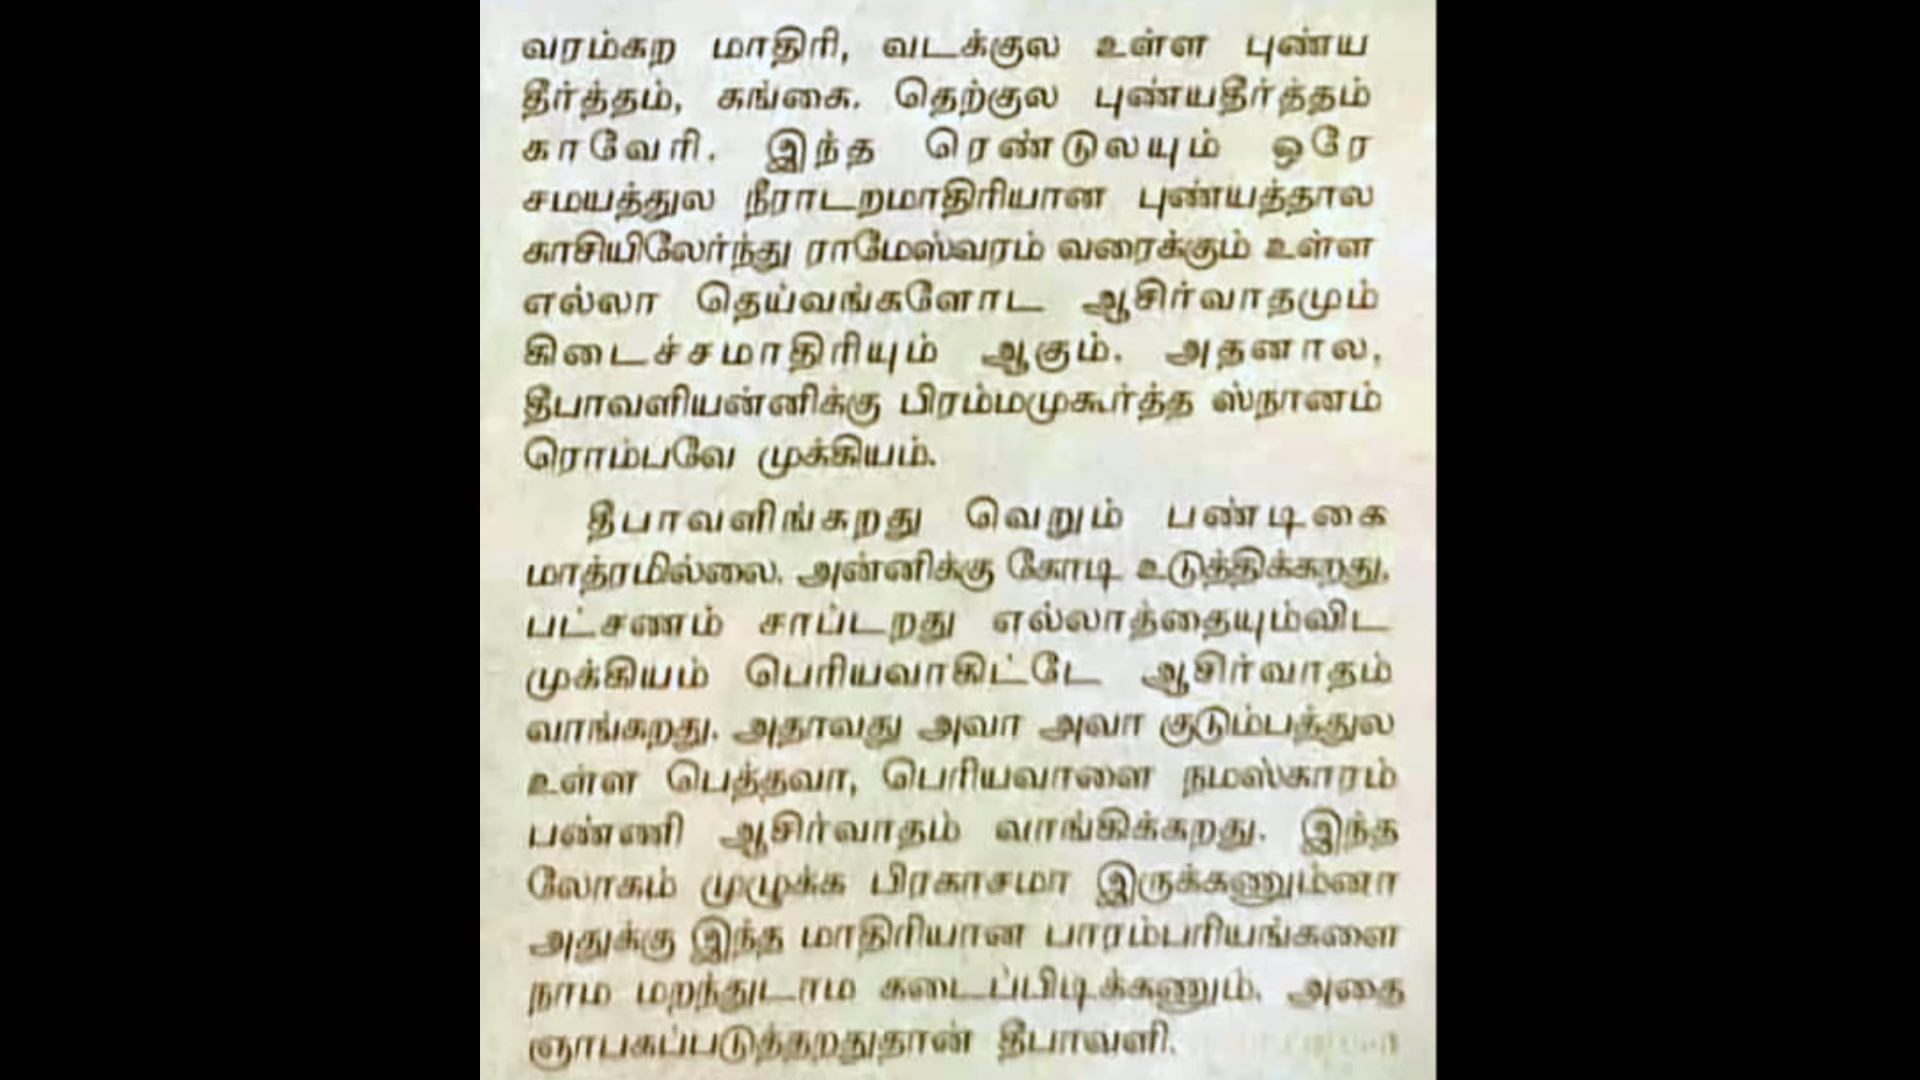 வரம்கற மாதிரி, வடக்குல உள்ள புண்ய
தீர்த்தம், கங்கை. தெற்குல புண்யதீர்த்தம்
காவேரி. இந்த ரெண்டுலயும் ஒரே
சமயத்துல நீராடறமாதிரியான புண்யத்தால
காசியிலேர்ந்து ராமேஸ்வரம் வரைக்கும் உள்ள
எல்லா தெய்வங்களோட ஆசிர்வாதமும்
கிடைச்சமாதிரியும் ஆகும். அதனால,
தீபாவளியன்னிக்கு பிரம்மமுகூர்த்த ஸ்நானம்
ரொம்பவே முக்கியம்.
தீபாவளிங்கறது வெறும் பண்டிகை
மாத்ரமில்லை. அன்னிக்கு கோடி உடுத்திக்கறது,
பட்சணம் சாப்டறது எல்லாத்தையும்விட
முக்கியம் பெரியவாகிட்டே ஆசிர்வாதம்
வாங்கறது. அதாவது அவா அவா குடும்பத்துல
உள்ள பெத்தவா, பெரியவாளை நமஸ்காரம்
பண்ணி ஆசிர்வாதம் வாங்கிக்கறது. இந்த
லோகம் முழுக்க பிரகாசமா இருக்கணும்னா
அதுக்கு இந்த மாதிரியான பாரம்பரியங்களை
நாம மறந்துடாம கடைப்பிடிக்கணும். அதை
ஞாபகப்படுத்தறதுதான் தீபாவளி.